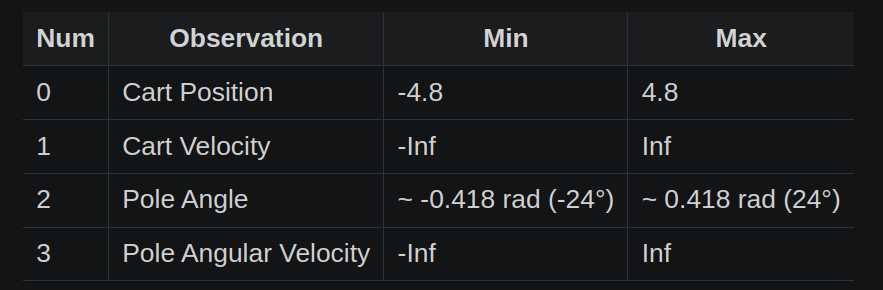 Num Observation Min Max
0 Cart Position -4.8 4.8
1 Cart Velocity -Inf Inf
2 Pole Angle ~ -0.418 rad (-24°) ~ 0.418 rad (24°)
3 Pole Angular Velocity -Inf Inf